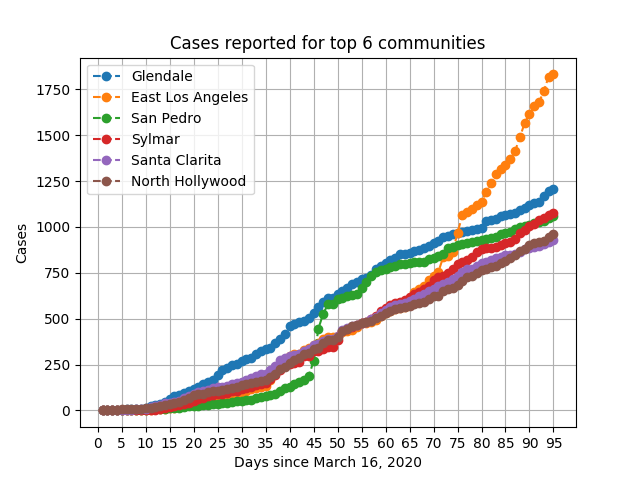 Cases reported for top 6 communities
Glendale
East Los Angeles
San Pedro
Sylmar
Santa Clarita
North Hollywood
Cases
1750
1500
1250
1000
750
500
250
0
0 5 10 15 20 25 30 35 40 45 50 55 60 65 70 75 80 85 90 95
Days since March 16, 2020